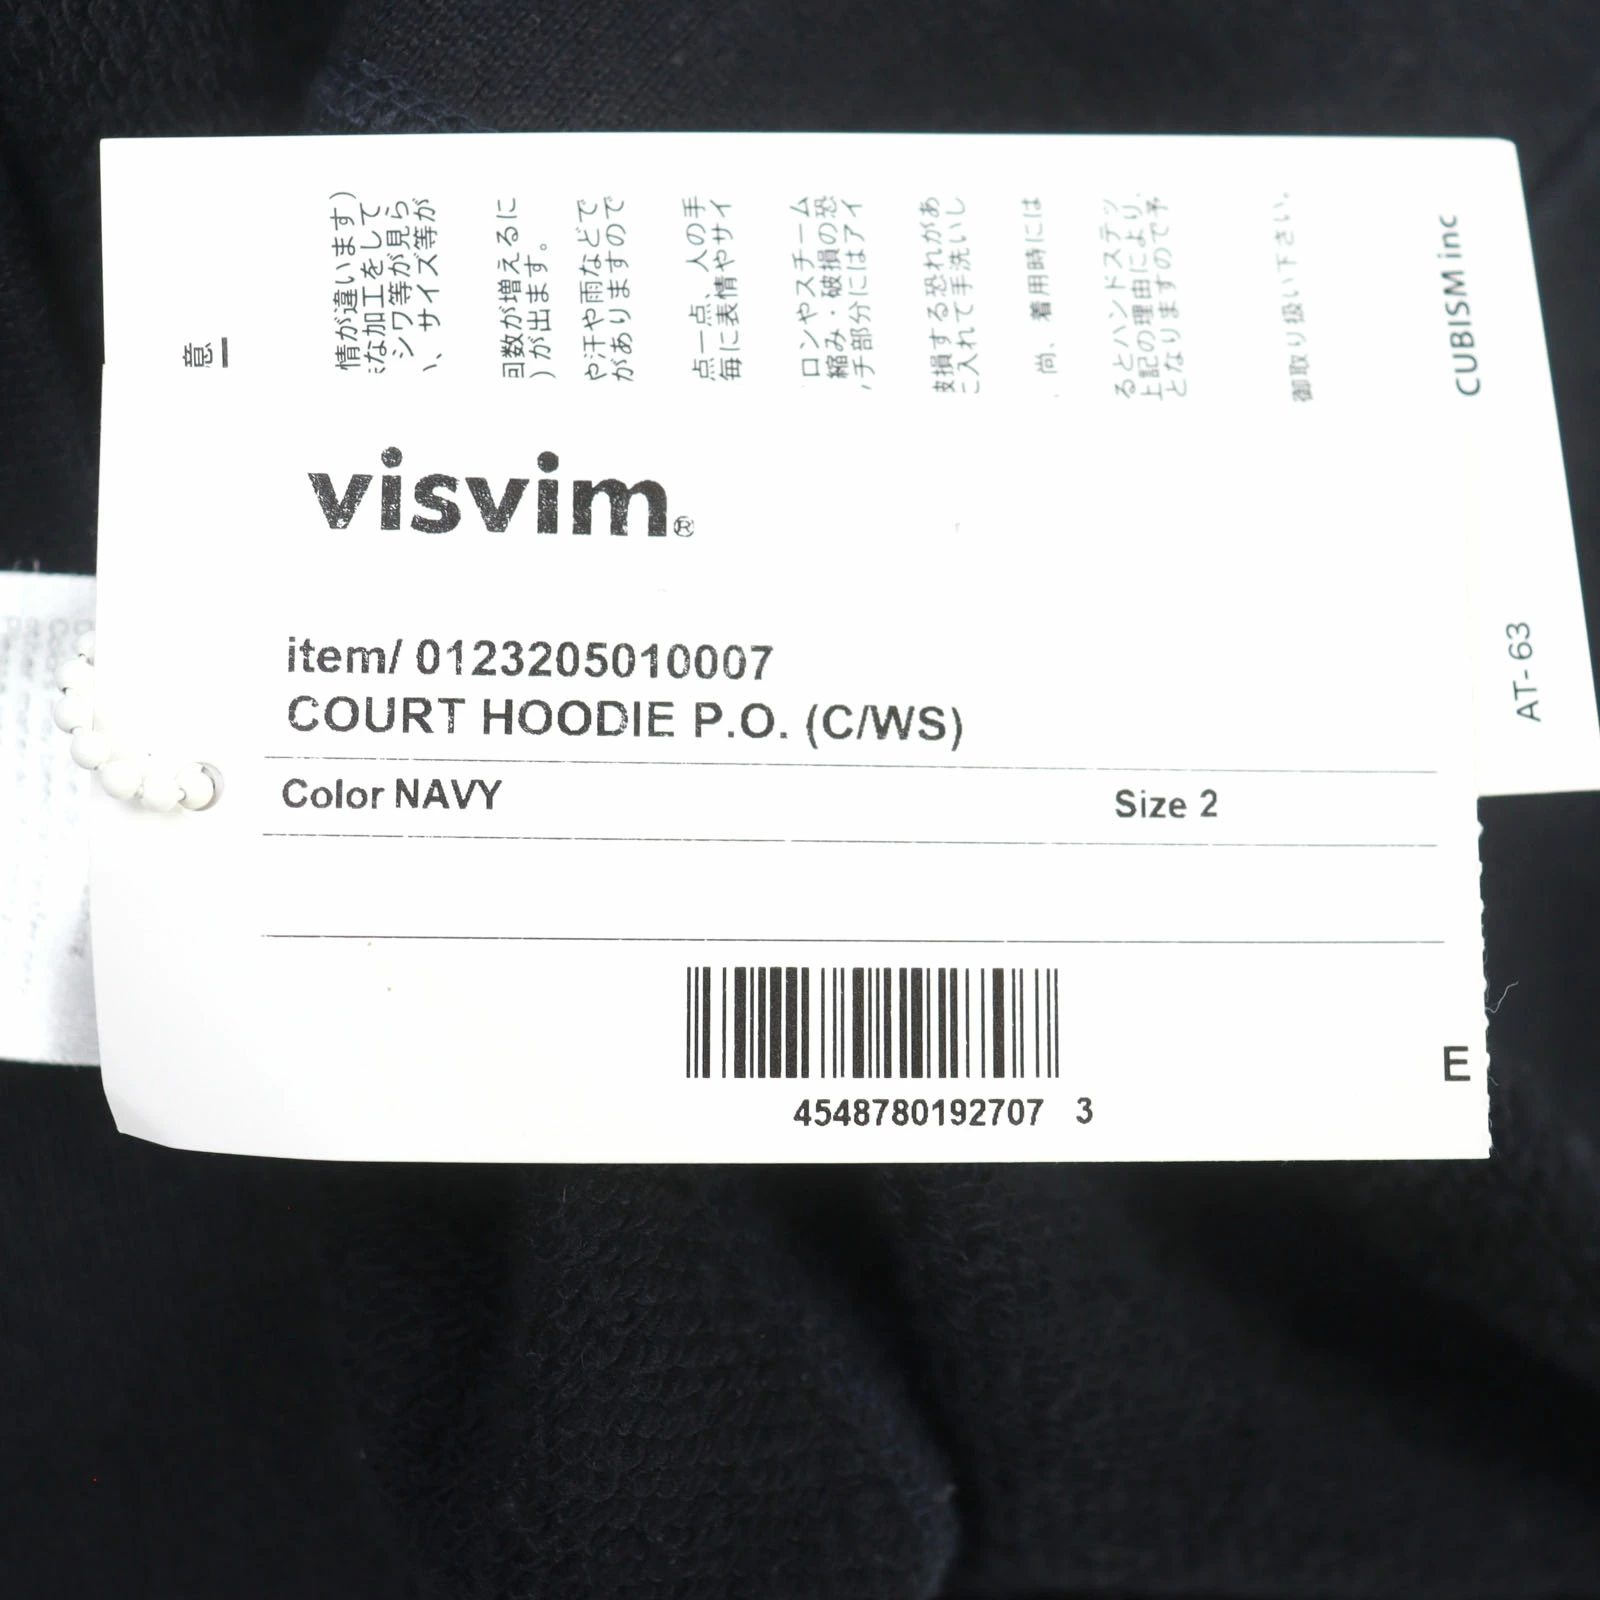 visvim®
item/ 0123205010007
COURT HOODIE P.O. (C/WS)
Color NAVY
Size 2
4548780192707 3
E
意
情が違います)
な加工をして
シワ等が見ら
、サイズ等が
回数が増えるに
)が出ます。
や汗や雨などで
がありますので
点一点、人の手
毎に表情やサイ
ロンやスチーム
縮み・破損の恐
チ部分にはアイ
損する恐れがあ
こ入れて手洗いし
尚、着用時には
るとハンドステッ
上記の理由により、
となりますので予
御取り扱い下さい。
CUBISM inc
AT-63